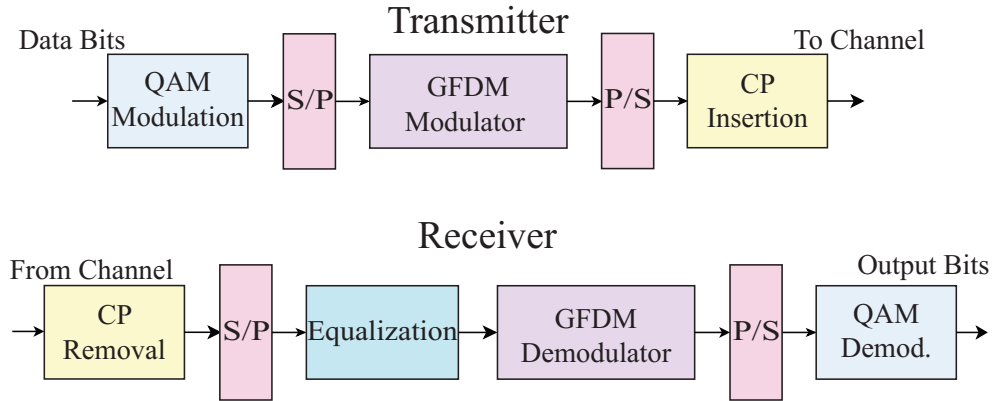 Transmitter
Data Bits
To Channel
QAM
Modulation
S/P
GFDM
Modulator
P/S
CP
Insertion
Receiver
From Channel
Output Bits
CP
Removal
S/P
Equalization
GFDM
Demodulator
P/S
QAM
Demod.